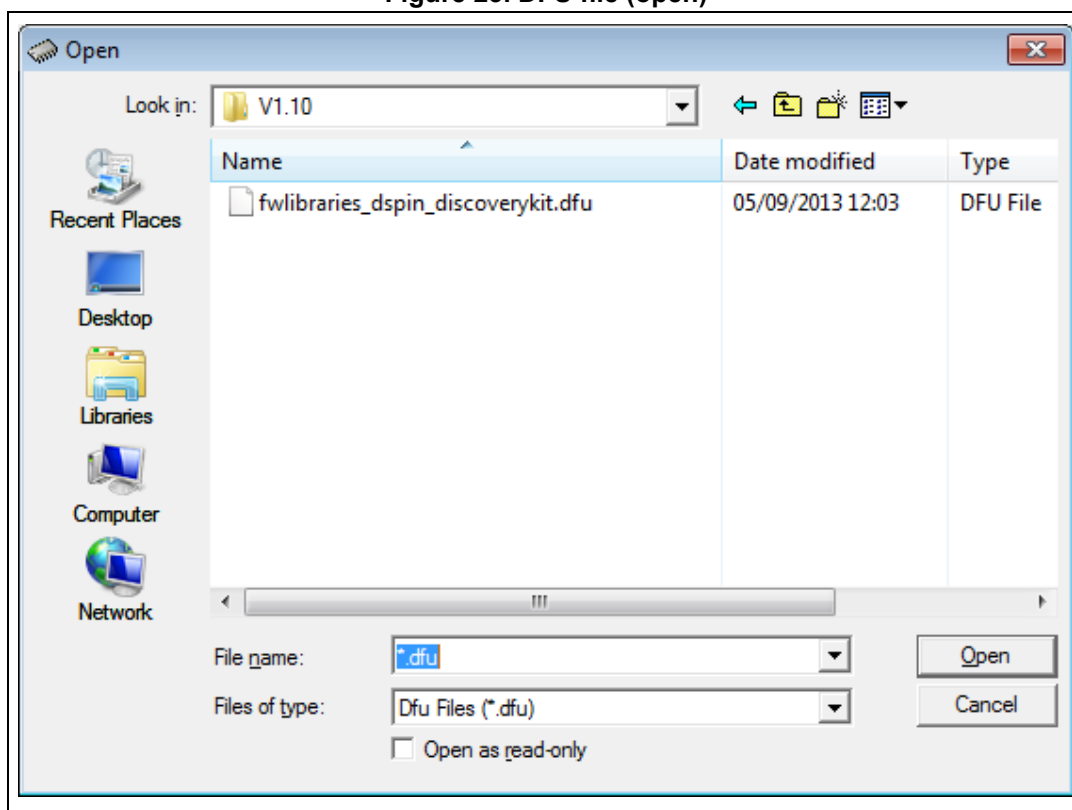 Open
Look in:
V1.10
Name
Date modified
Type
fwlibraries_dspin_discoverykit.dfu
05/09/2013 12:03
DFU File
Recent Places
Desktop
Libraries
Computer
Network
File name:
*.dfu
Open
Files of type:
Dfu Files (*.dfu)
Cancel
Open as read-only